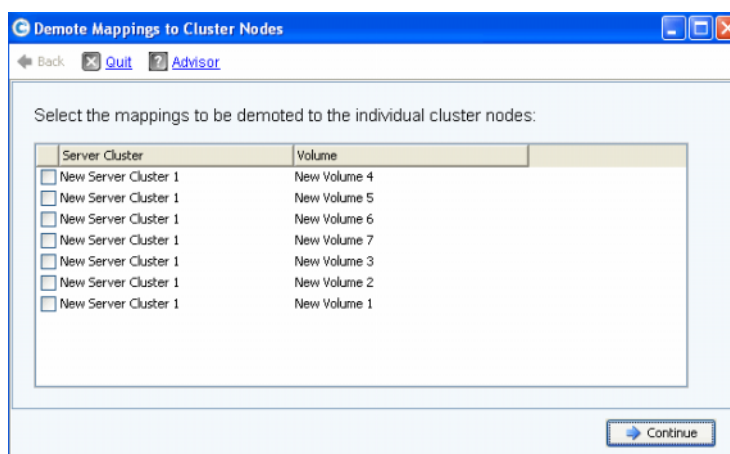 Demote Mappings to Cluster Nodes
Back Quit ? Advisor
Select the mappings to be demoted to the individual cluster nodes:
Server Cluster Volume
New Server Cluster 1 New Volume 4
New Server Cluster 1 New Volume 5
New Server Cluster 1 New Volume 6
New Server Cluster 1 New Volume 7
New Server Cluster 1 New Volume 3
New Server Cluster 1 New Volume 2
New Server Cluster 1 New Volume 1
Continue